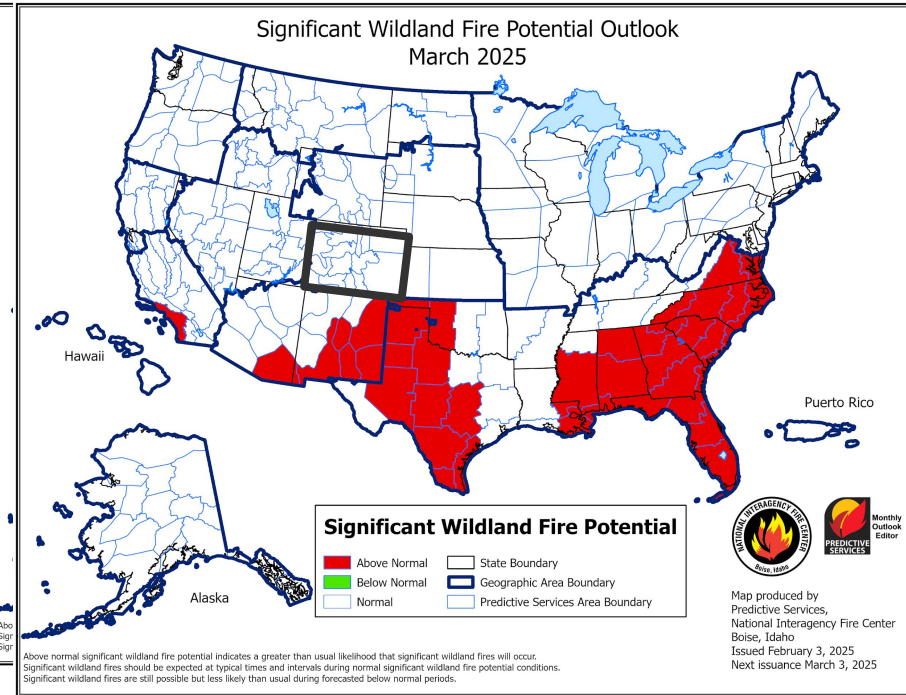 Significant Wildland Fire Potential Outlook
March 2025
Hawaii
Puerto Rico
Alaska
Significant Wildland Fire Potential
Above Normal
Below Normal
Normal
State Boundary
Geographic Area Boundary
Predictive Services Area Boundary
NATIONAL INTERAGENCY FIRE CENTER
Boise, Idaho
PREDICTIVE
SERVICES
Monthly
Outlook
Editor
Map produced by
Predictive Services,
National Interagency Fire Center
Boise, Idaho
Issued February 3, 2025
Next issuance March 3, 2025
Abo
Sigr
Sigr
Above normal significant wildland fire potential indicates a greater than usual likelihood that significant wildland fires will occur.
Significant wildland fires should be expected at typical times and intervals during normal significant wildland fire potential conditions.
Significant wildland fires are still possible but less likely than usual during forecasted below normal periods.